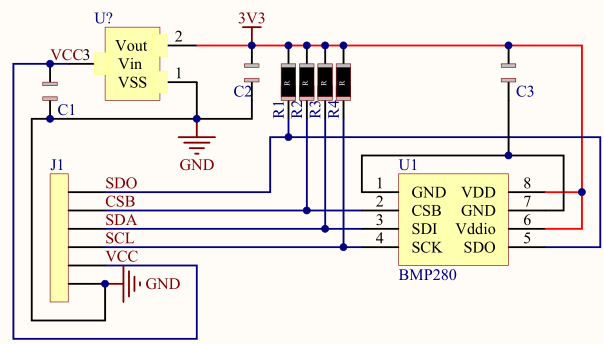 U?
3V3
VCC 3
Vout
Vin
VSS
2
1
C1
C2
C3
R
R
R
R
R1
R2
R3
R4
GND
J1
SDO
CSB
SDA
SCL
VCC
GND
U1
1 GND VDD 8
2 CSB GND 7
3 SDI Vddio 6
4 SCK SDO 5
BMP280